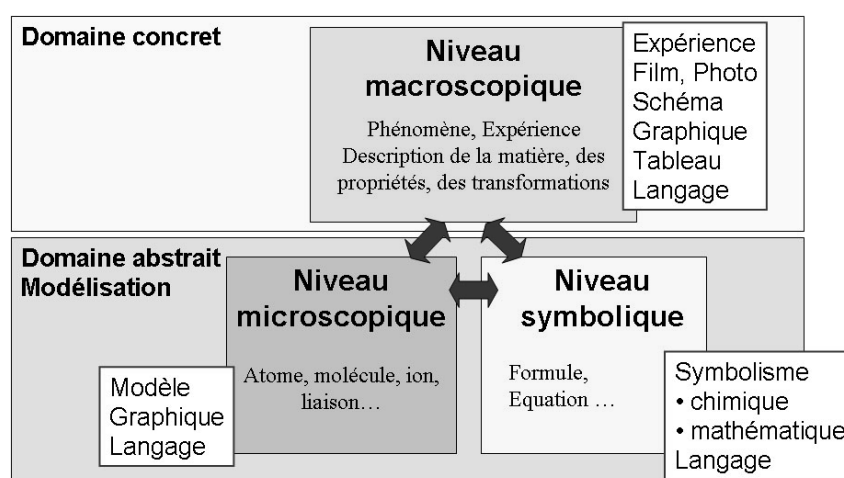 Domaine concret
Niveau
macroscopique
Phénomène, Expérience
Description de la matière, des
propriétés, des transformations
Expérience
Film, Photo
Schéma
Graphique
Tableau
Langage
Domaine abstrait
Modélisation
Niveau
microscopique
Atome, molécule, ion,
liaison…
Modèle
Graphique
Langage
Niveau
symbolique
Formule,
Equation …
Symbolisme
• chimique
• mathématique
Langage